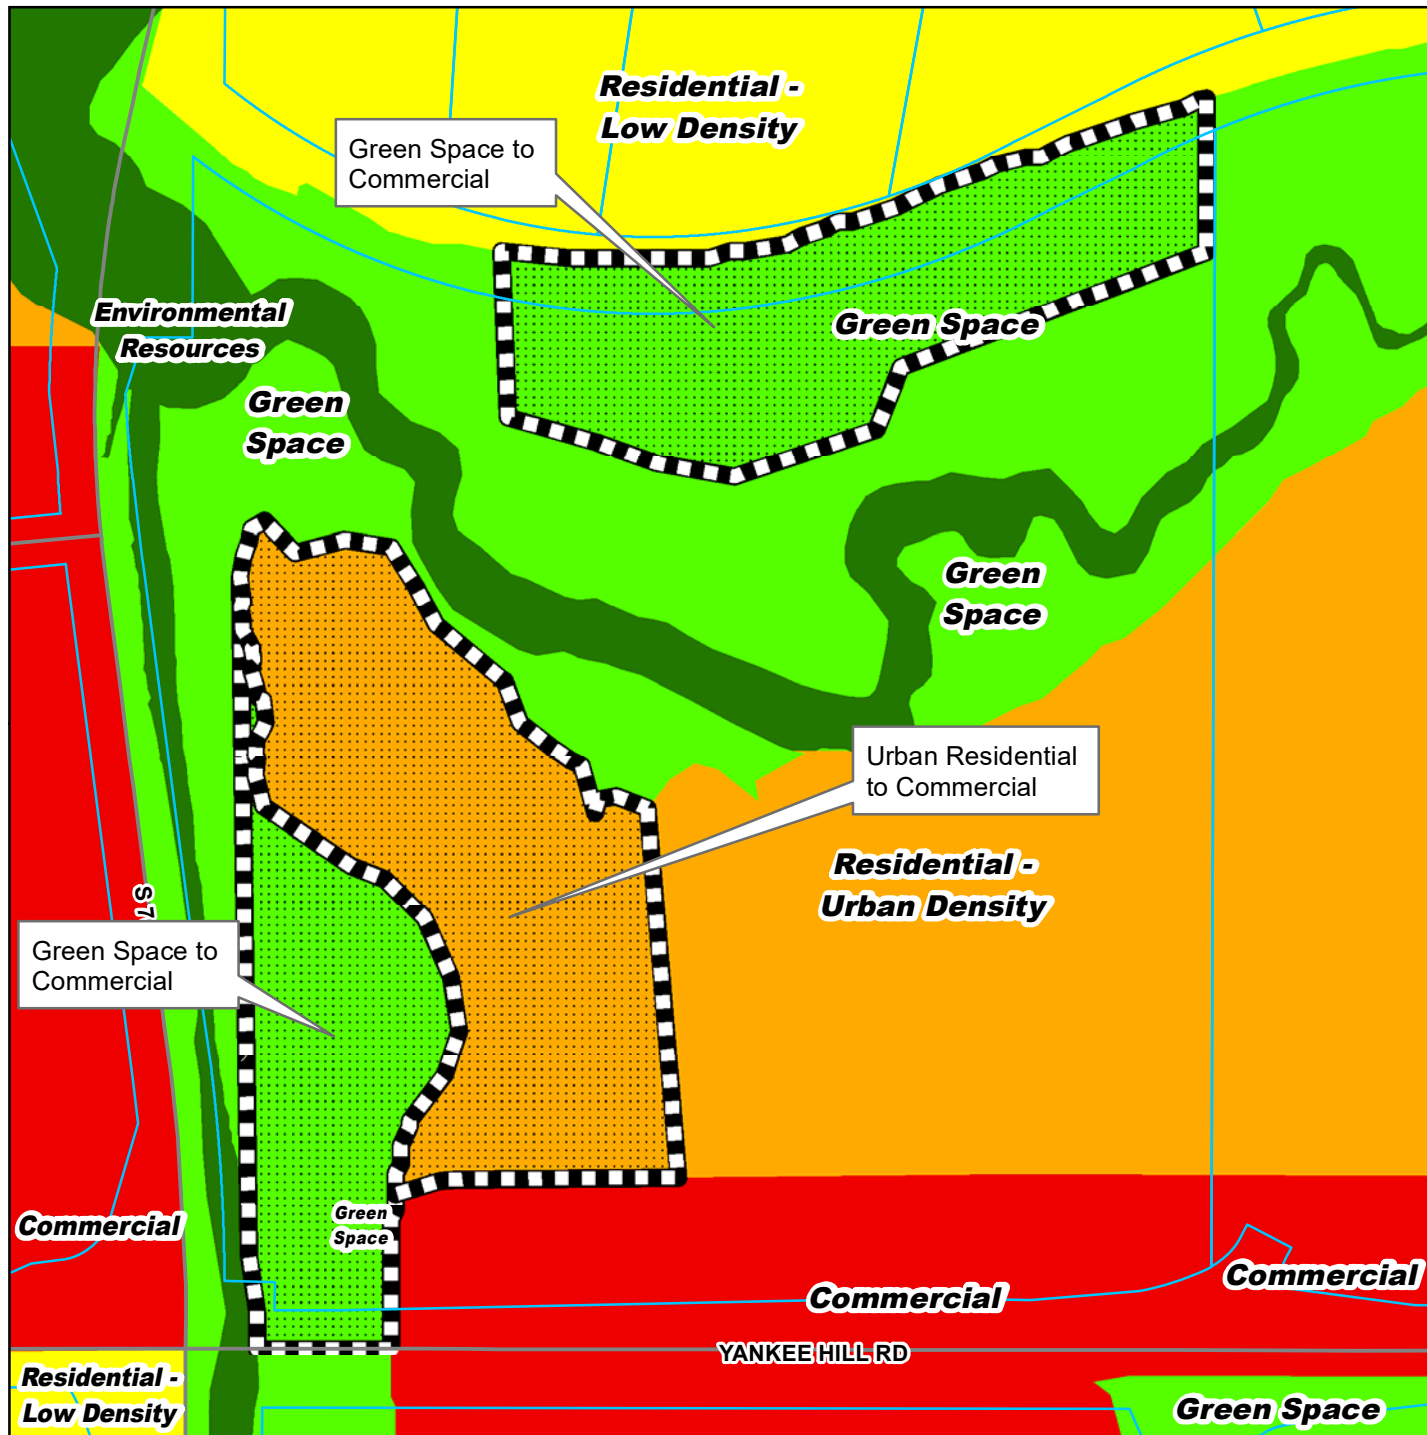 Residential -
Low Density
Green Space to
Commercial
Environmental
Resources
Green Space
Green
Space
Green
Space
Urban Residential
to Commercial
Residential -
Urban Density
S 7
Green Space to
Commercial
Green
Space
Commercial
Commercial
Commercial
YANKEE HILL RD
Residential -
Low Density
Green Space